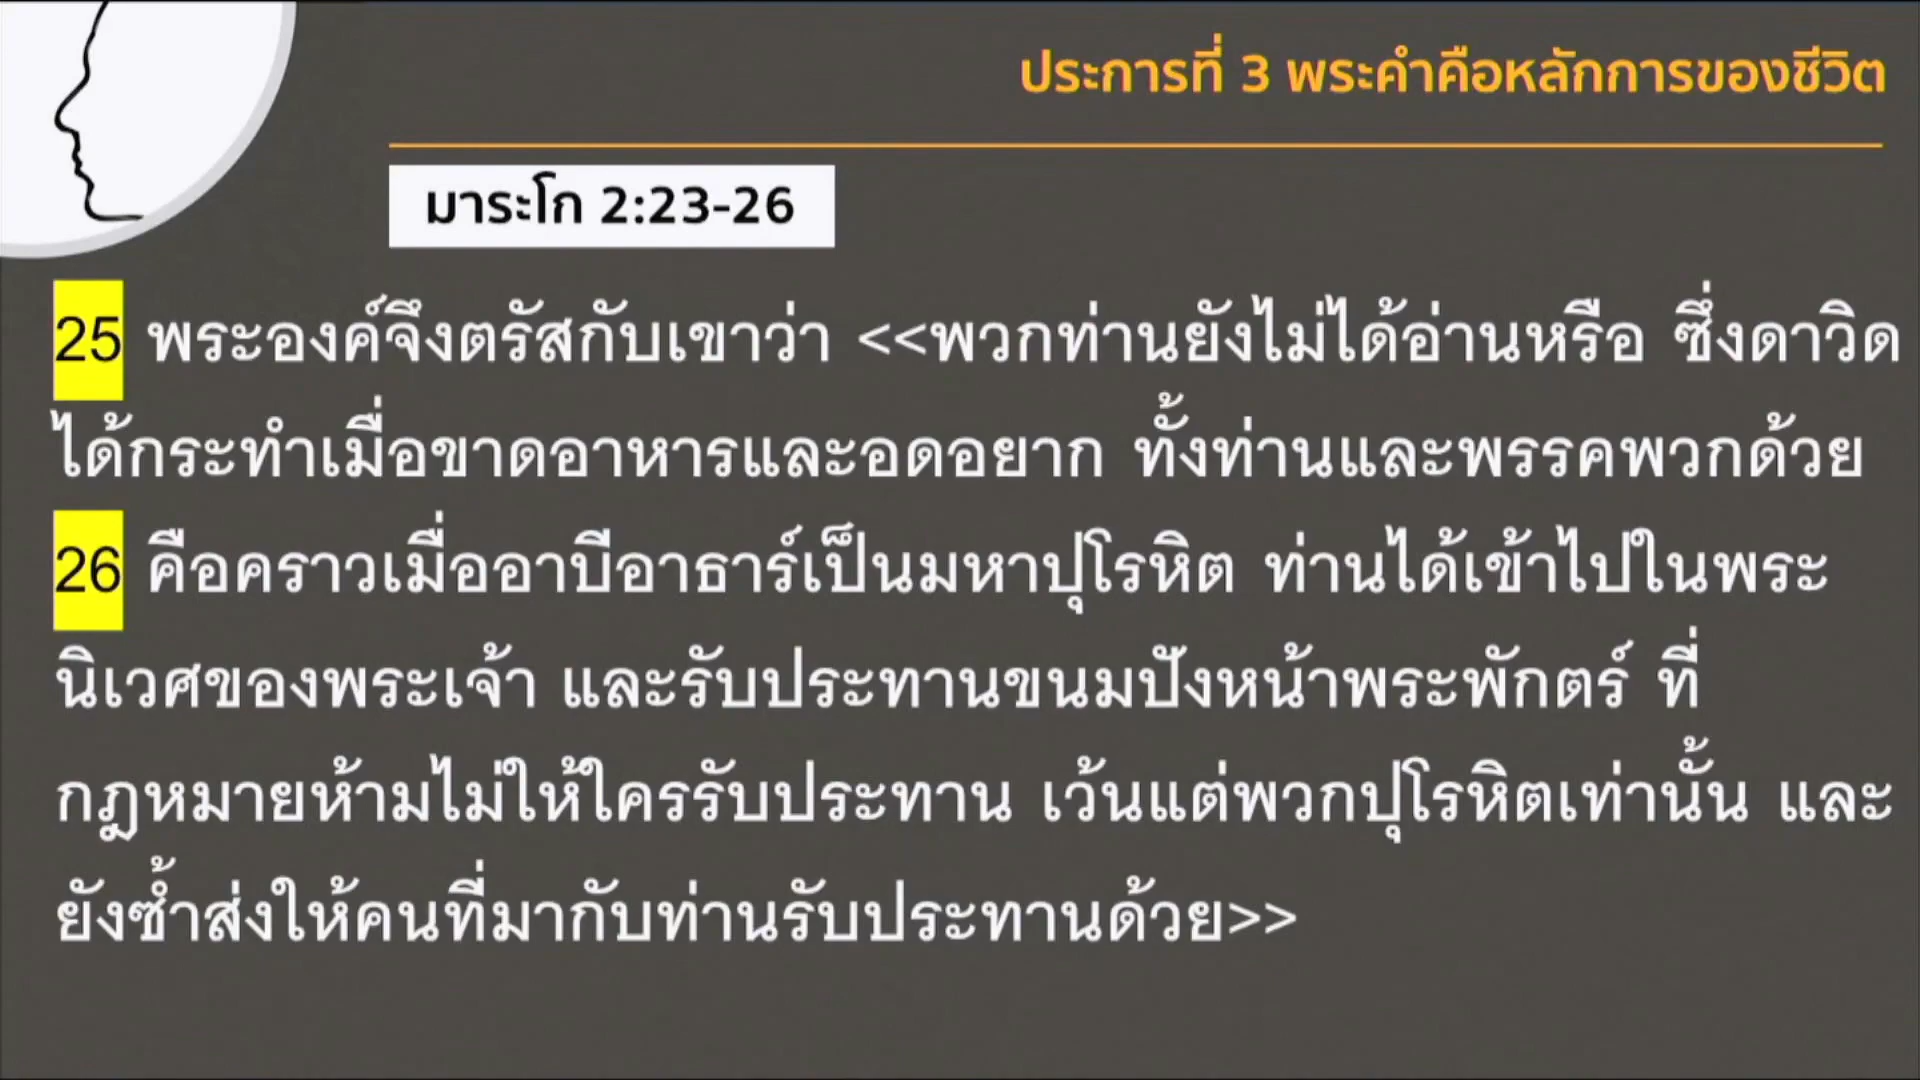 ประการที่ 3 พระคำคือหลักการของชีวิต
มาระโก 2:23-26
25 พระองค์จึงตรัสกับเขาว่า <<พวกท่านยังไม่ได้อ่านหรือ ซึ่งดาวิด
ได้กระทำเมื่อขาดอาหารและอดอยาก ทั้งท่านและพรรคพวกด้วย
26 คือคราวเมื่ออาบีอาธาร์เป็นมหาปุโรหิต ท่านได้เข้าไปในพระ
นิเวศของพระเจ้า และรับประทานขนมปังหน้าพระพักตร์ ที่
กฎหมายห้ามไม่ให้ใครรับประทาน เว้นแต่พวกปุโรหิตเท่านั้น และ
ยังซ้ำส่งให้คนที่มากับท่านรับประทานด้วย>>